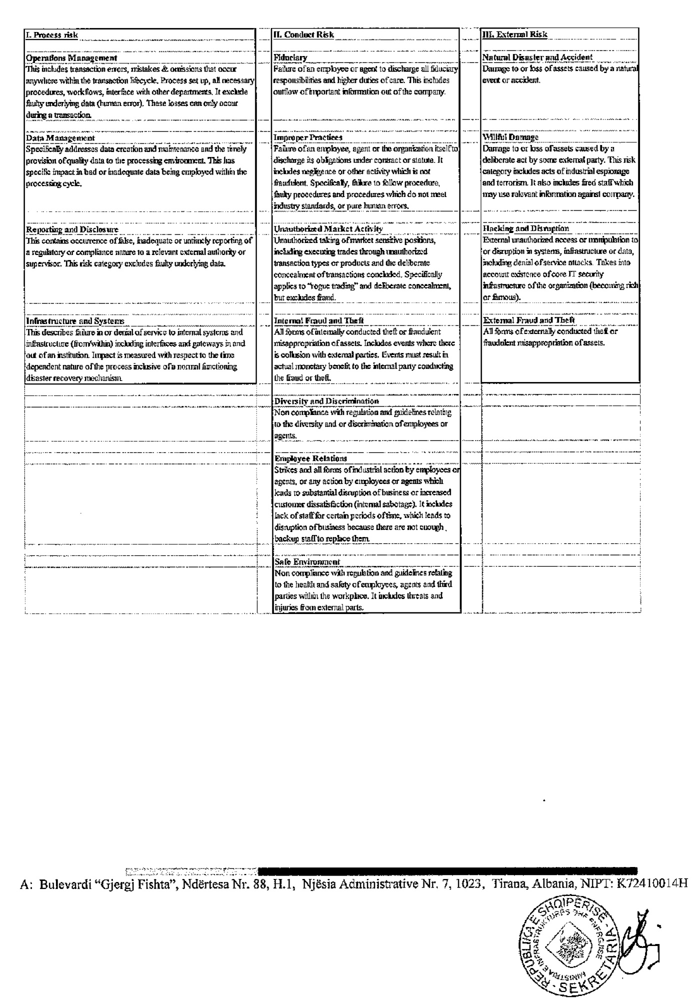 I. Process risk
Operations Management
This includes transaction errors, mistakes & omissions that occur
anywhere within the transaction lifecycle. Process set up, all necessary
procedures, workflows, interface with other departments. It exclude
faulty underlying data (human error). These losses can only occur
during a transaction.
Data Management
Specifically addresses data creation and maintenance and the timely
provision of quality data to the processing environment. This has
specific impact in bad or inadequate data being employed within the
processing cycle.
Reporting and Disclosure
This contains occurrence of false, inadequate or untimely reporting of
a regulatory or compliance nature to a relevant external authority or
supervisor. This risk category excludes faulty underlying data.
Infrastructure and Systems
This describes failure in or denial of service to internal systems and
infrastructure (from/within) including interfaces and gateways in and
out of an institution. Impact is measured with respect to the time
dependent nature of the process inclusive of a normal functioning
disaster recovery mechanism.
II. Conduct Risk
Fiduciary
Failure of an employee or agent to discharge all fiduciary
responsibilities and higher duties of care. This includes
outflow of important information out of the company.
Improper Practices
Failure of an employee, agent or the organization itself to
discharge its obligations under contract or statute. It
includes negligence or other activity which is not
fraudulent. Specifically, failure to follow procedure,
faulty procedures and procedures which do not meet
industry standards, or pure human errors.
Unauthorized Market Activity
Unauthorized taking of market sensitive positions,
including executing trades through unauthorized
transaction types or products and the deliberate
concealment of transactions concluded. Specifically
applies to "rogue trading" and deliberate concealment,
but excludes fraud.
Internal Fraud and Theft
All forms of internally conducted theft or fraudulent
misappropriation of assets. Includes events where there
is collusion with external parties. Events must result in
actual monetary benefit to the internal party conducting
the fraud or theft.
Diversity and Discrimination
Non compliance with regulation and guidelines relating
to the diversity and or discrimination of employees or
agents.
Employee Relations
Strikes and all forms of industrial action by employees or
agents, or any action by employees or agents which
leads to substantial disruption of business or increased
customer dissatisfaction (internal sabotage). It includes
lack of staff for certain periods of time, which leads to
disruption of business because there are not enough
backup staff to replace them.
Safe Environment
Non compliance with regulation and guidelines relating
to the health and safety of employees, agents and third
parties within the workplace. It includes threats and
injuries from external parts.
III. External Risk
Natural Disaster and Accident
Damage to or loss of assets caused by a natural
event or accident.
Willful Damage
Damage to or loss of assets caused by a
deliberate act by some external party. This risk
category includes acts of industrial espionage
and terrorism. It also includes fired staff which
may use relevant information against company.
Hacking and Disruption
External unauthorized access or manipulation to
or disruption in systems, infrastructure or data,
including denial of service attacks. Takes into
account existence of core IT security
infrastructure of the organization (becoming rich
or famous).
External Fraud and Theft
All forms of externally conducted theft or
fraudulent misappropriation of assets.
A: Bulevardi “Gjergj Fishta”, Ndërtesa Nr. 88, H.1, Njësia Administrative Nr. 7, 1023, Tirana, Albania, NIPT: K72410014H
REPUBLIKA E SHQIPËRISË - SEKRETARIA
MINISTRIA E INFRASTRUKTURËS DHE ENERGJISË